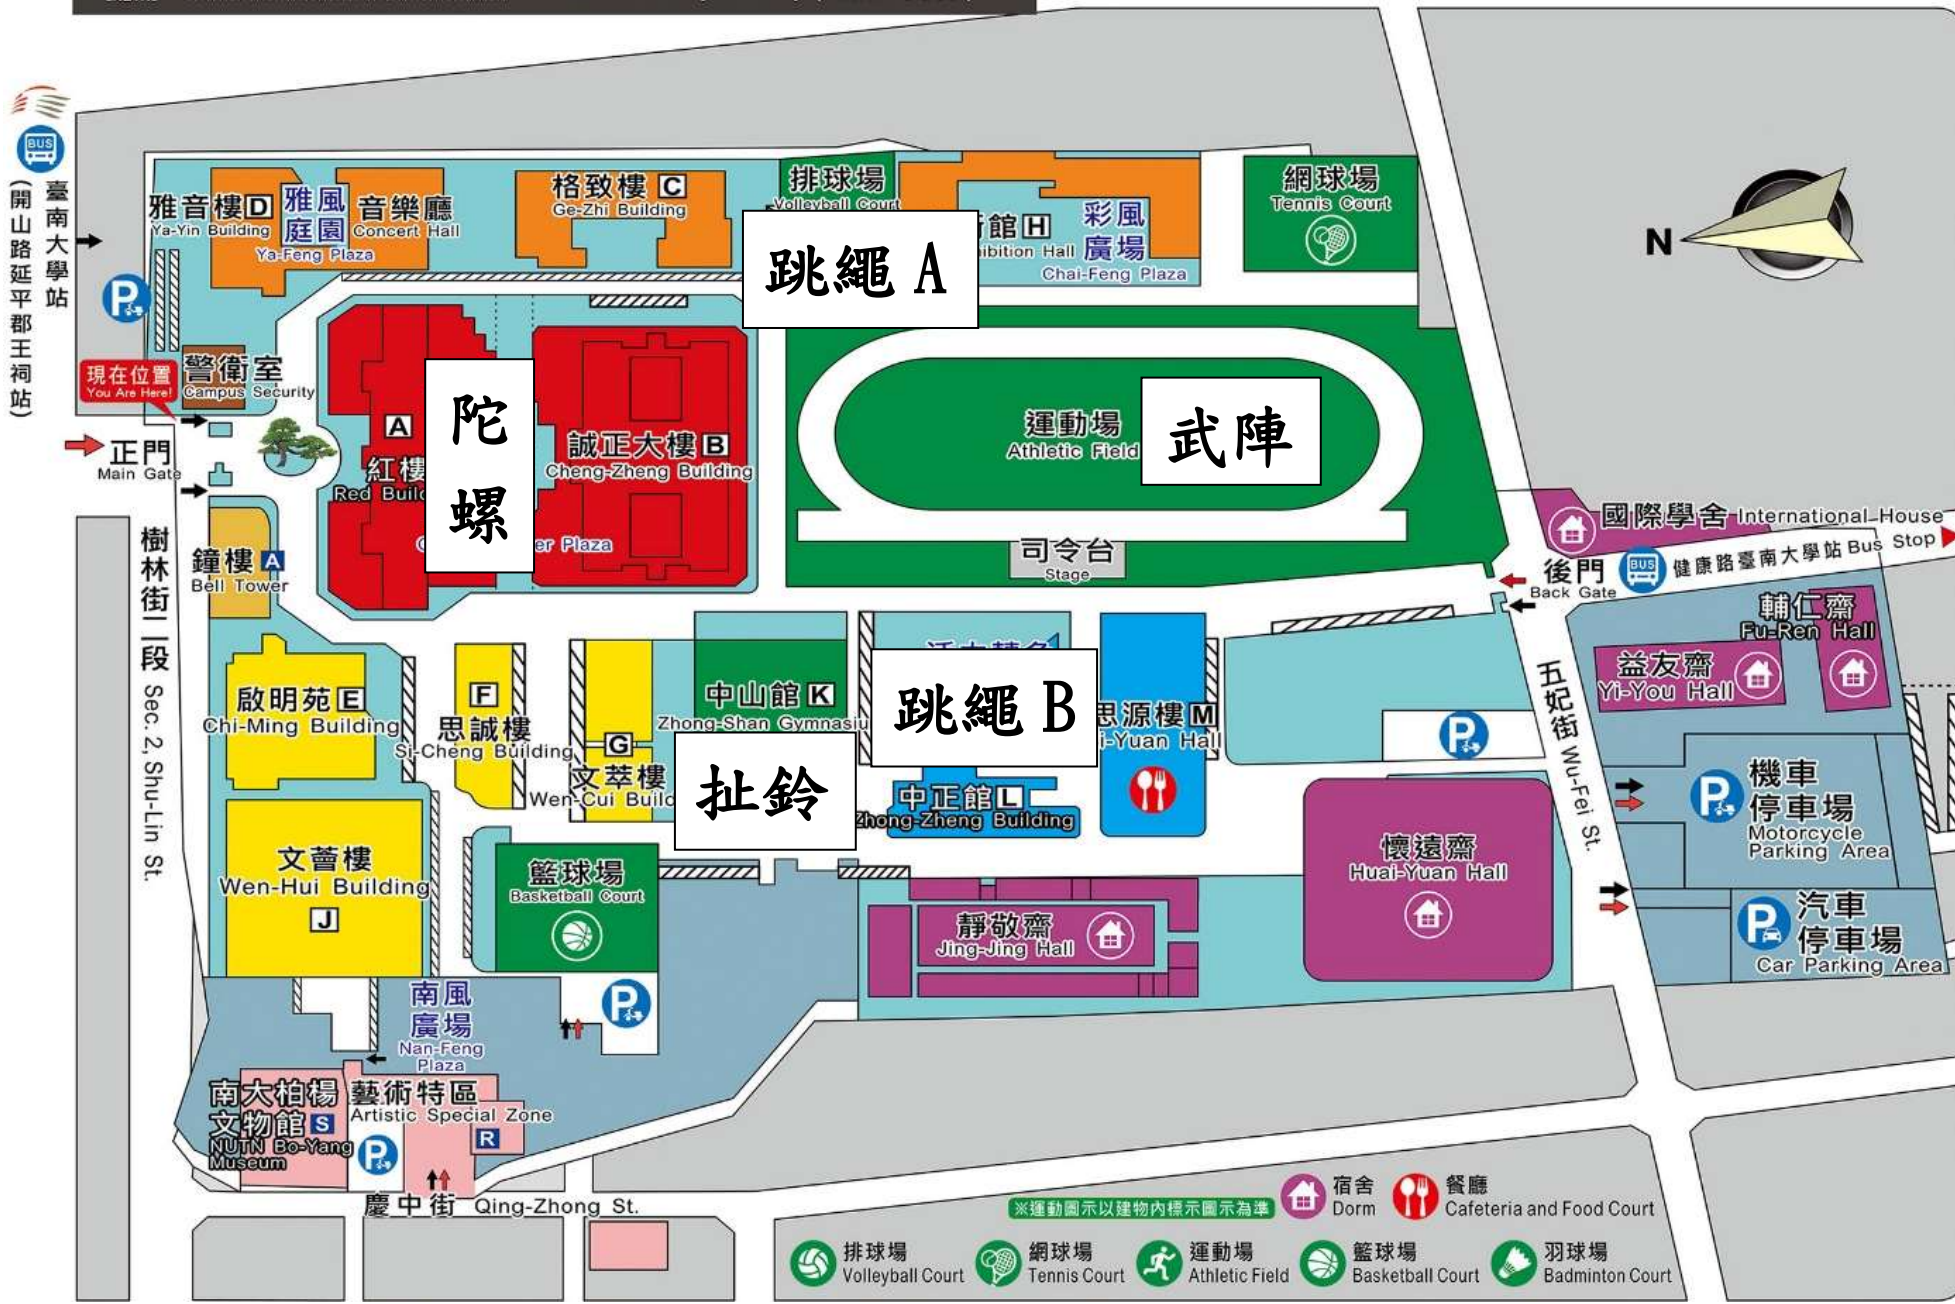 BUS
臺南大學站
(開山路延平郡王祠站)
雅音樓 D
Ya-Yin Building
雅風
庭園
Ya-Feng Plaza
音樂廳
Concert Hall
格致樓 C
Ge-Zhi Building
排球場
Volleyball Court
館 H
ibition Hall
彩風
廣場
Chai-Feng Plaza
網球場
Tennis Court
N
跳繩 A
P
警衛室
Campus Security
現在位置
You Are Here!
正門
Main Gate
A
紅樓
Red Buil
陀
螺
誠正大樓 B
Cheng-Zheng Building
er Plaza
運動場
Athletic Field
武陣
司令台
Stage
國際學舍 International House
後門
Back Gate
BUS
健康路臺南大學站 Bus Stop
鐘樓 A
Bell Tower
樹林街二段 Sec. 2, Shu-Lin St.
啟明苑 E
Chi-Ming Building
F
思誠樓
Si-Cheng Building
G
文萃樓
Wen-Cui Build
中山館 K
Zhong-Shan Gymnasiu
跳繩 B
扯鈴
思源樓 M
i-Yuan Hall
中正館 L
Zhong-Zheng Building
P
五妃街 Wu-Fei St.
輔仁齋
Fu-Ren Hall
益友齋
Yi-You Hall
P
機車
停車場
Motorcycle
Parking Area
P
汽車
停車場
Car Parking Area
文薈樓
Wen-Hui Building
J
籃球場
Basketball Court
靜敬齋
Jing-Jing Hall
懷遠齋
Huai-Yuan Hall
P
南風
廣場
Nan-Feng
Plaza
南大柏楊
文物館 S
NUTN Bo-Yang
Museum
藝術特區
Artistic Special Zone
R
P
慶中街 Qing-Zhong St.
※運動圖示以建物內標示圖示為準
宿舍
Dorm
餐廳
Cafeteria and Food Court
排球場
Volleyball Court
網球場
Tennis Court
運動場
Athletic Field
籃球場
Basketball Court
羽球場
Badminton Court